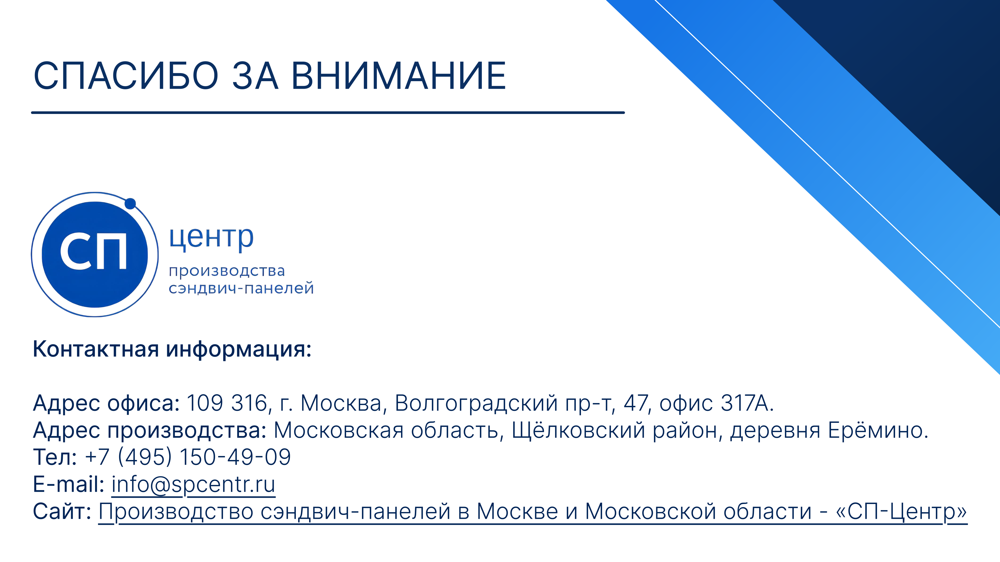 СПАСИБО ЗА ВНИМАНИЕ
СП
центр
производства
сэндвич-панелей
Контактная информация:
Адрес офиса: 109 316, г. Москва, Волгоградский пр-т, 47, офис 317А.
Адрес производства: Московская область, Щёлковский район, деревня Ерёмино.
Тел: +7 (495) 150-49-09
E-mail: info@spcentr.ru
Сайт: Производство сэндвич-панелей в Москве и Московской области - «СП-Центр»